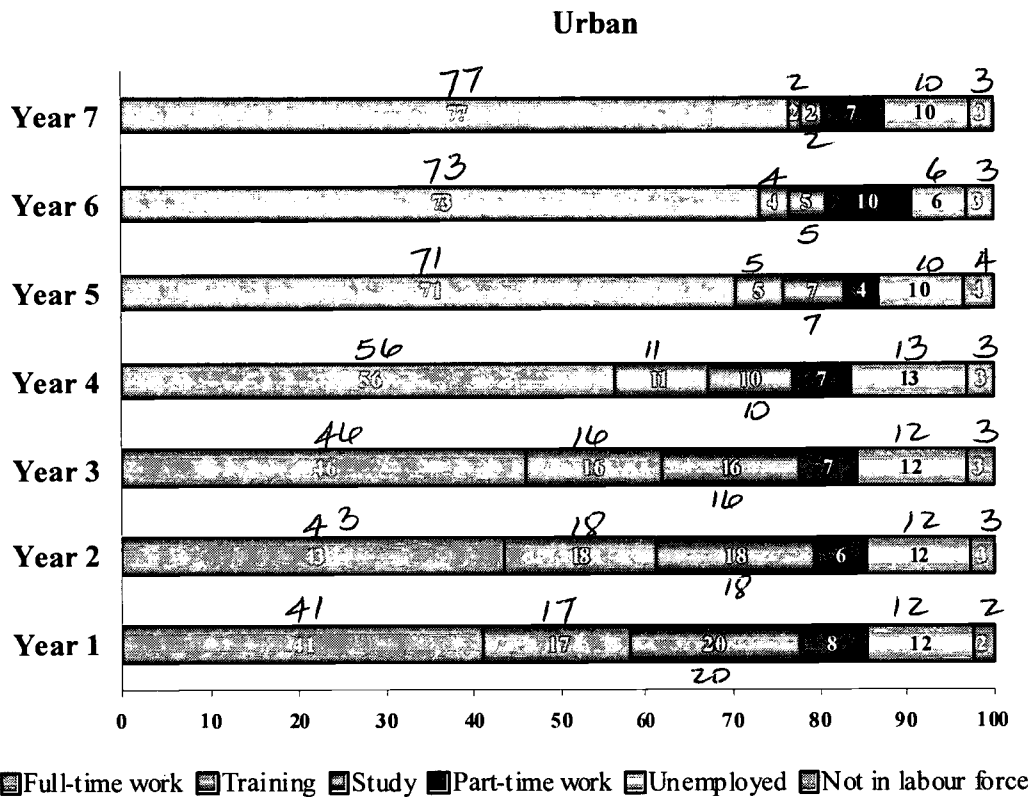 Urban
77 2 10 3
Year 7 77 2 2 7 10 3
2
73 4 6 3
Year 6 73 4 5 10 6 3
5
71 5 10 4
Year 5 71 5 7 4 10 4
7
56 11 13 3
Year 4 56 11 10 7 13 3
10
46 16 12 3
Year 3 46 16 16 7 12 3
16
43 18 12 3
Year 2 43 18 18 6 12 3
18
41 17 12 2
Year 1 41 17 20 8 12 2
20
0 10 20 30 40 50 60 70 80 90 100
Full-time work Training Study Part-time work Unemployed Not in labour force